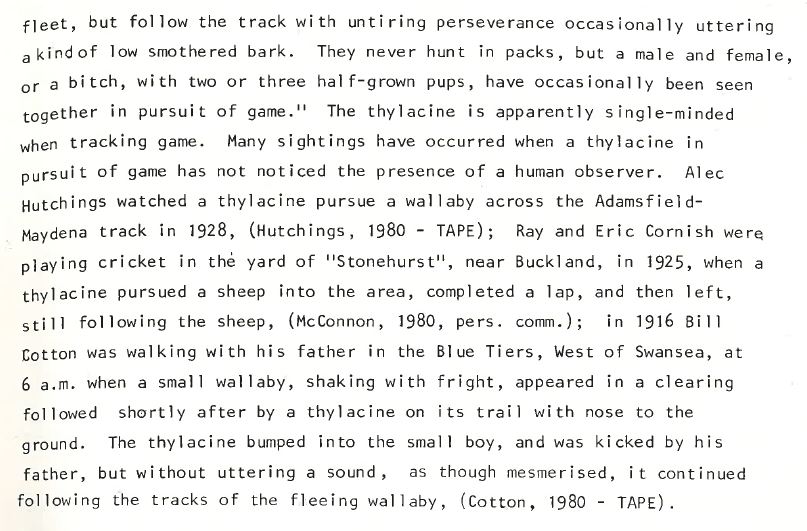 fleet, but follow the track with untiring perseverance occasionally uttering
a kind of low smothered bark. They never hunt in packs, but a male and female,
or a bitch, with two or three half-grown pups, have occasionally been seen
together in pursuit of game." The thylacine is apparently single-minded
when tracking game. Many sightings have occurred when a thylacine in
pursuit of game has not noticed the presence of a human observer. Alec
Hutchings watched a thylacine pursue a wallaby across the Adamsfield-
Maydena track in 1928, (Hutchings, 1980 - TAPE); Ray and Eric Cornish were
playing cricket in the yard of "Stonehurst", near Buckland, in 1925, when a
thylacine pursued a sheep into the area, completed a lap, and then left,
still following the sheep, (McConnon, 1980, pers. comm.); in 1916 Bill
Cotton was walking with his father in the Blue Tiers, West of Swansea, at
6 a.m. when a small wallaby, shaking with fright, appeared in a clearing
followed shortly after by a thylacine on its trail with nose to the
ground. The thylacine bumped into the small boy, and was kicked by his
father, but without uttering a sound, as though mesmerised, it continued
following the tracks of the fleeing wallaby, (Cotton, 1980 - TAPE).